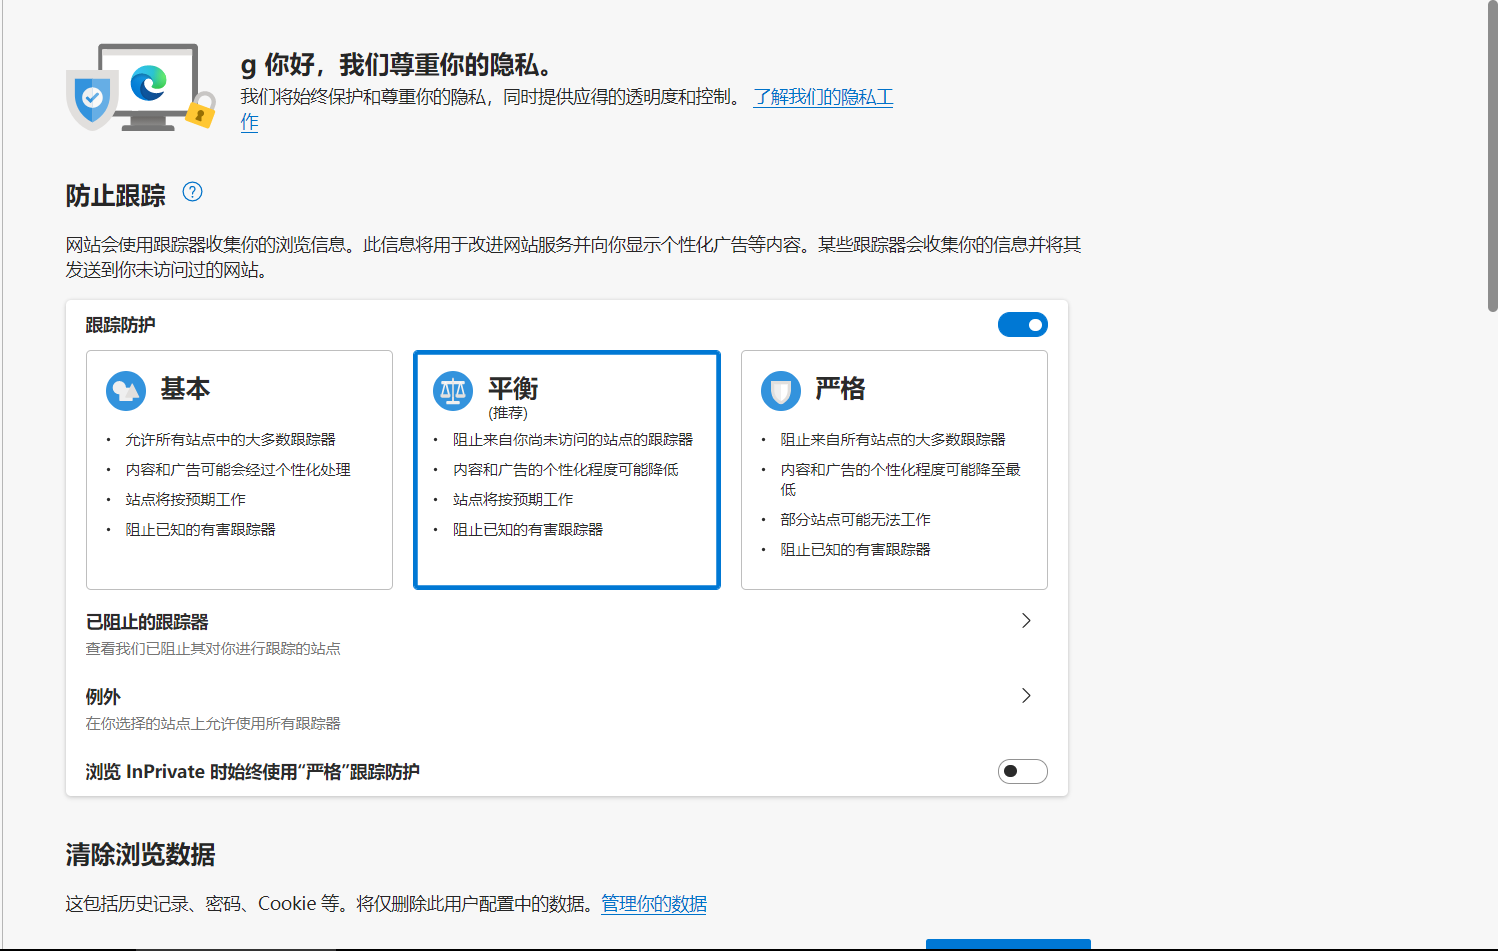 g 你好，我们尊重你的隐私。
我们将始终保护和尊重你的隐私，同时提供应得的透明度和控制。 了解我们的隐私工
作
防止跟踪 ?
网站会使用跟踪器收集你的浏览信息。此信息将用于改进网站服务并向你显示个性化广告等内容。某些跟踪器会收集你的信息并将其
发送到你未访问过的网站。
跟踪防护
基本
• 允许所有站点中的大多数跟踪器
• 内容和广告可能会经过个性化处理
• 站点将按预期工作
• 阻止已知的有害跟踪器
平衡
(推荐)
• 阻止来自你尚未访问的站点的跟踪器
• 内容和广告的个性化程度可能降低
• 站点将按预期工作
• 阻止已知的有害跟踪器
严格
• 阻止来自所有站点的大多数跟踪器
• 内容和广告的个性化程度可能降至最
低
• 部分站点可能无法工作
• 阻止已知的有害跟踪器
已阻止的跟踪器
查看我们已阻止其对你进行跟踪的站点
例外
在你选择的站点上允许使用所有跟踪器
浏览 InPrivate 时始终使用“严格”跟踪防护
清除浏览数据
这包括历史记录、密码、Cookie 等。将仅删除此用户配置中的数据。管理你的数据